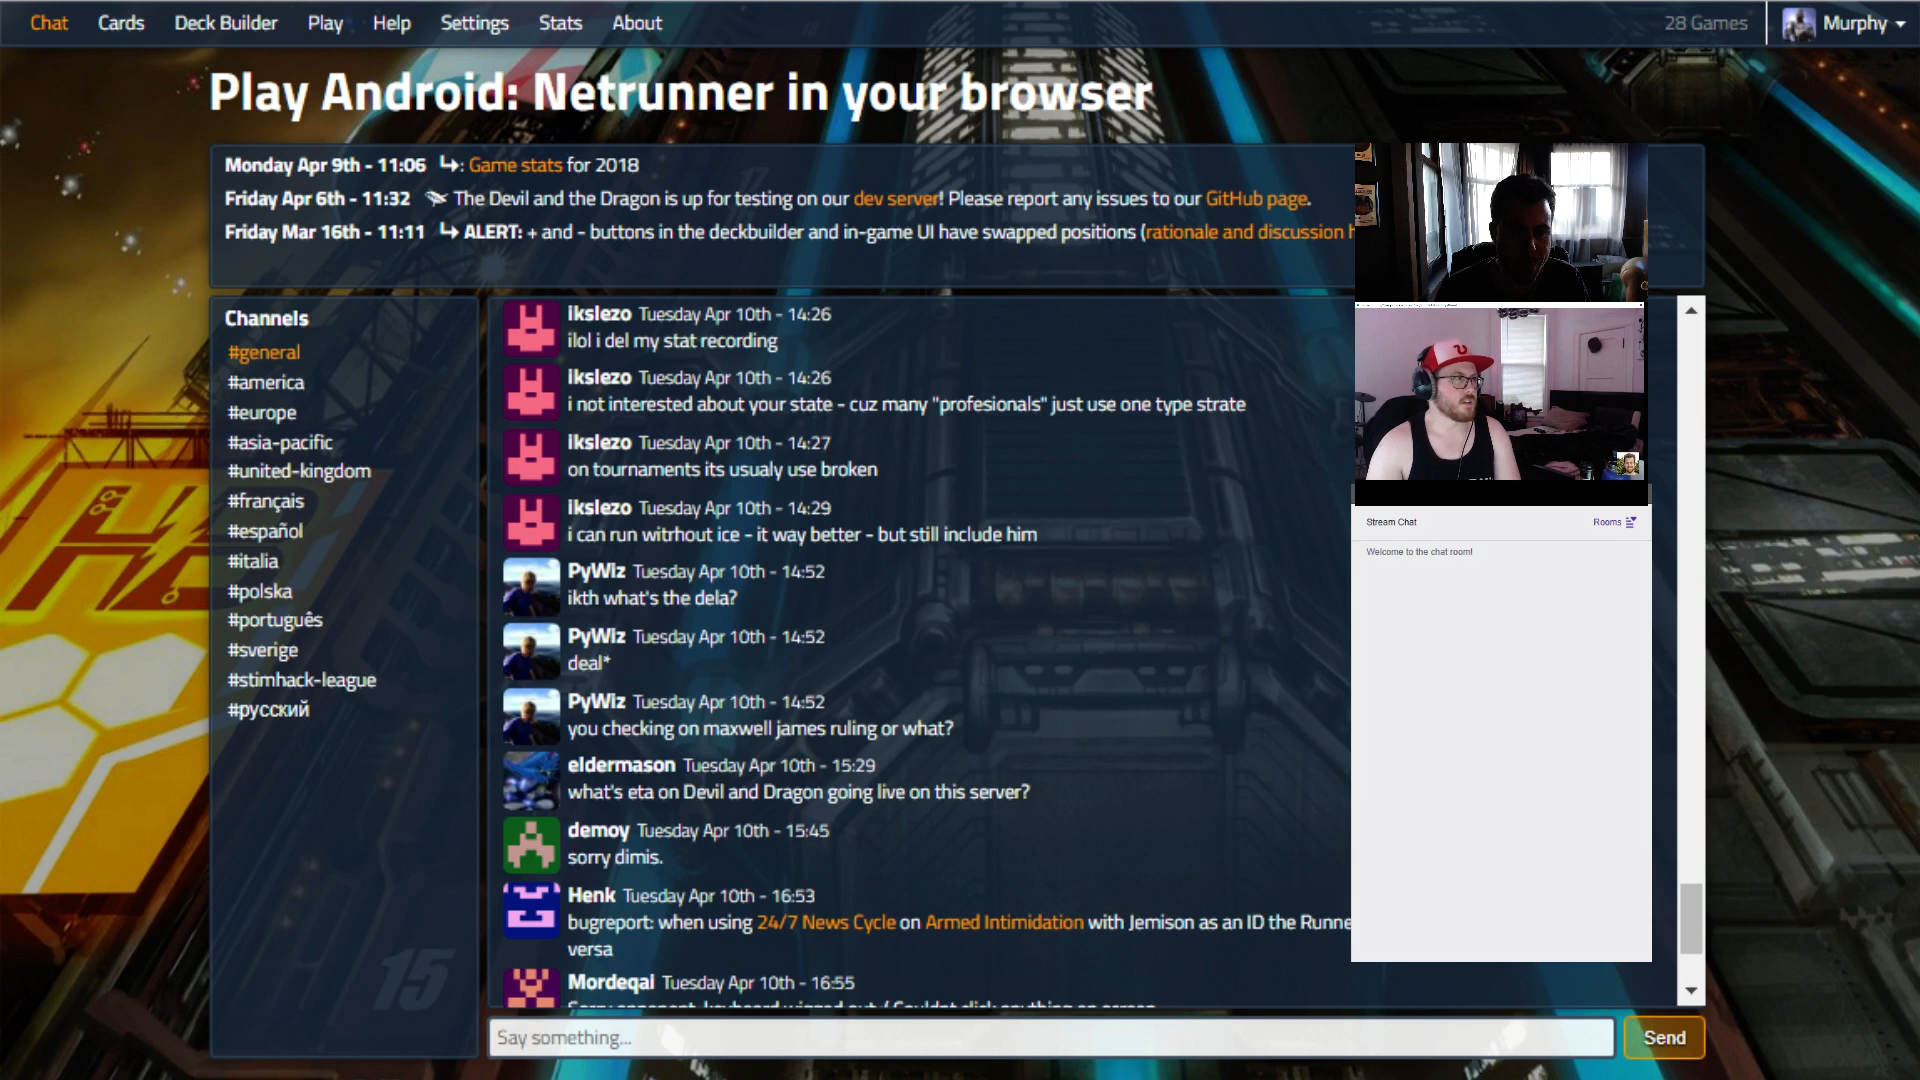 Chat Cards Deck Builder Play Help Settings Stats About 28 Games Murphy
Play Android: Netrunner in your browser
Monday Apr 9th - 11:06 : Game stats for 2018
Friday Apr 6th - 11:32 The Devil and the Dragon is up for testing on our dev server! Please report any issues to our GitHub page.
Friday Mar 16th - 11:11 ALERT: + and - buttons in the deckbuilder and in-game UI have swapped positions (rationale and discussion
Channels
#general
#america
#europe
#asia-pacific
#united-kingdom
#français
#español
#italia
#polska
#português
#sverige
#stimhack-league
#русский
15
ikslezo Tuesday Apr 10th - 14:26
ilol i del my stat recording
ikslezo Tuesday Apr 10th - 14:26
i not interested about your state - cuz many "profesionals" just use one type strate
ikslezo Tuesday Apr 10th - 14:27
on tournaments its usualy use broken
ikslezo Tuesday Apr 10th - 14:29
i can run witrhout ice - it way better - but still include him
PyWiz Tuesday Apr 10th - 14:52
ikth what's the dela?
PyWiz Tuesday Apr 10th - 14:52
deal*
PyWiz Tuesday Apr 10th - 14:52
you checking on maxwell james ruling or what?
eldermason Tuesday Apr 10th - 15:29
what's eta on Devil and Dragon going live on this server?
demoy Tuesday Apr 10th - 15:45
sorry dimis.
Henk Tuesday Apr 10th - 16:53
bugreport: when using 24/7 News Cycle on Armed Intimidation with Jemison as an ID the Runne
versa
Mordeqai Tuesday Apr 10th - 16:55
Say something...
Send
Stream Chat Rooms
Welcome to the chat room!